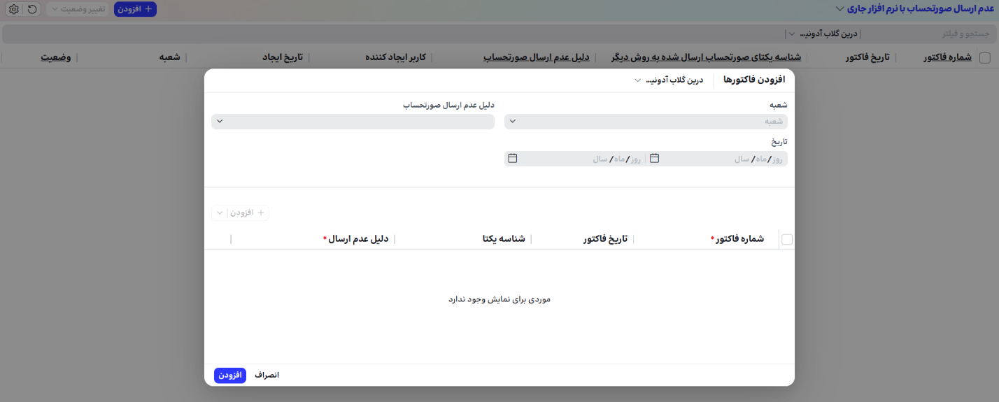 عدم ارسال صورتحساب با نرم افزار جاری
افزودن
تغییر وضعیت
جستجو و فیلتر
درین گلاب آدونیـ...
شماره فاکتور
تاریخ فاکتور
شناسه یکتای صورتحساب ارسال شده به روش دیگر
دلیل عدم ارسال صورتحساب
کاربر ایجاد کننده
تاریخ ایجاد
شعبه
وضعیت
افزودن فاکتورها
درین گلاب آدونیـ...
شعبه
دلیل عدم ارسال صورتحساب
شعبه
تاریخ
روز/ماه/ سال
روز/ماه/ سال
افزودن
شماره فاکتور *
تاریخ فاکتور
شناسه یکتا
دلیل عدم ارسال *
موردی برای نمایش وجود ندارد
انصراف
افزودن